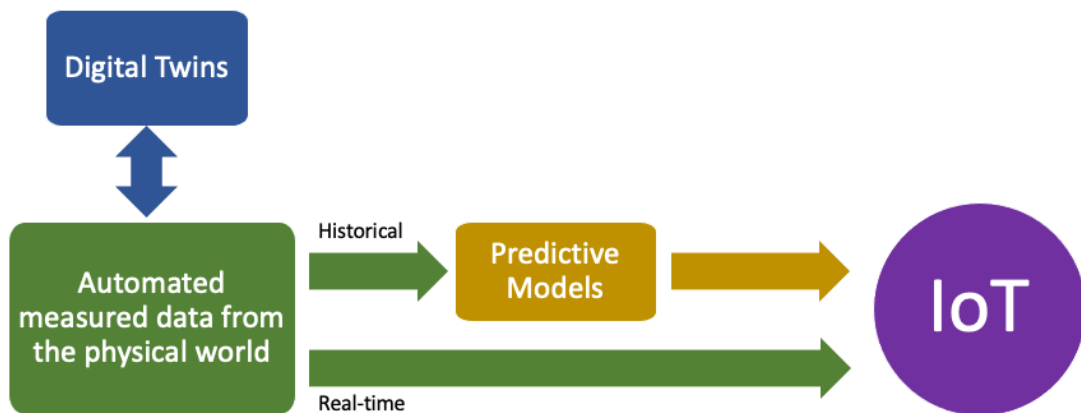 Digital Twins
Historical
Predictive
Models
Automated
measured data from
the physical world
IoT
Real-time